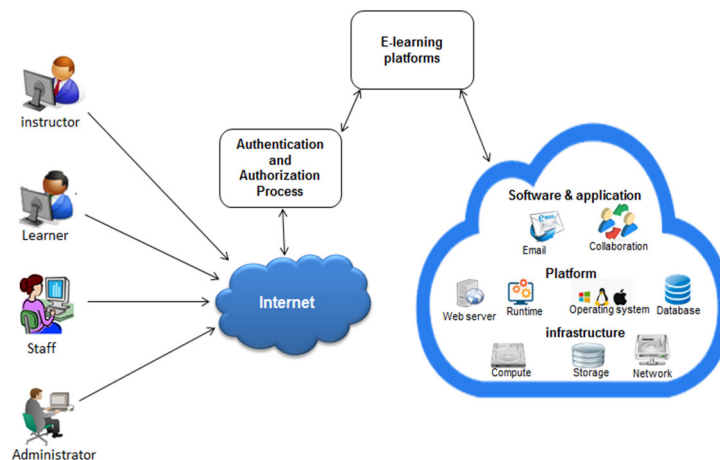 E-learning
platforms
instructor
Authentication
and
Authorization
Process
Learner
Internet
Staff
Administrator
Software & application
Email
Collaboration
Platform
Web server
Runtime
Operating system
Database
infrastructure
Compute
Storage
Network